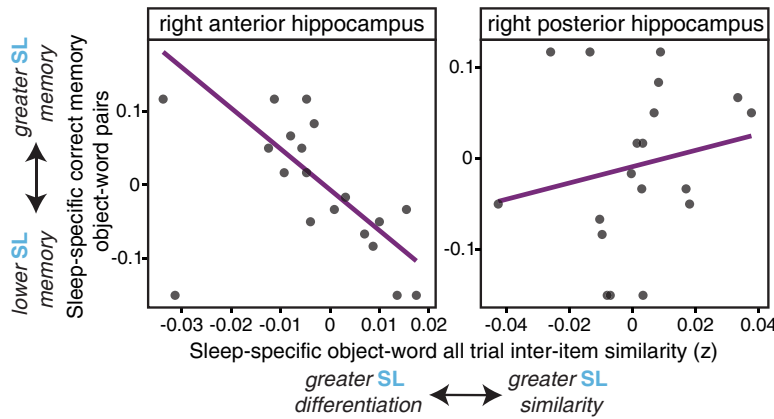 right anterior hippocampus
right posterior hippocampus
greater SL
memory
lower SL
memory
Sleep-specific correct memory
object-word pairs
0.1
0
-0.1
0.1
0
-0.1
-0.03 -0.02 -0.01 0 0.01 0.02
-0.04 -0.02 0 0.02 0.04
Sleep-specific object-word all trial inter-item similarity (z)
greater SL
differentiation
greater SL
similarity